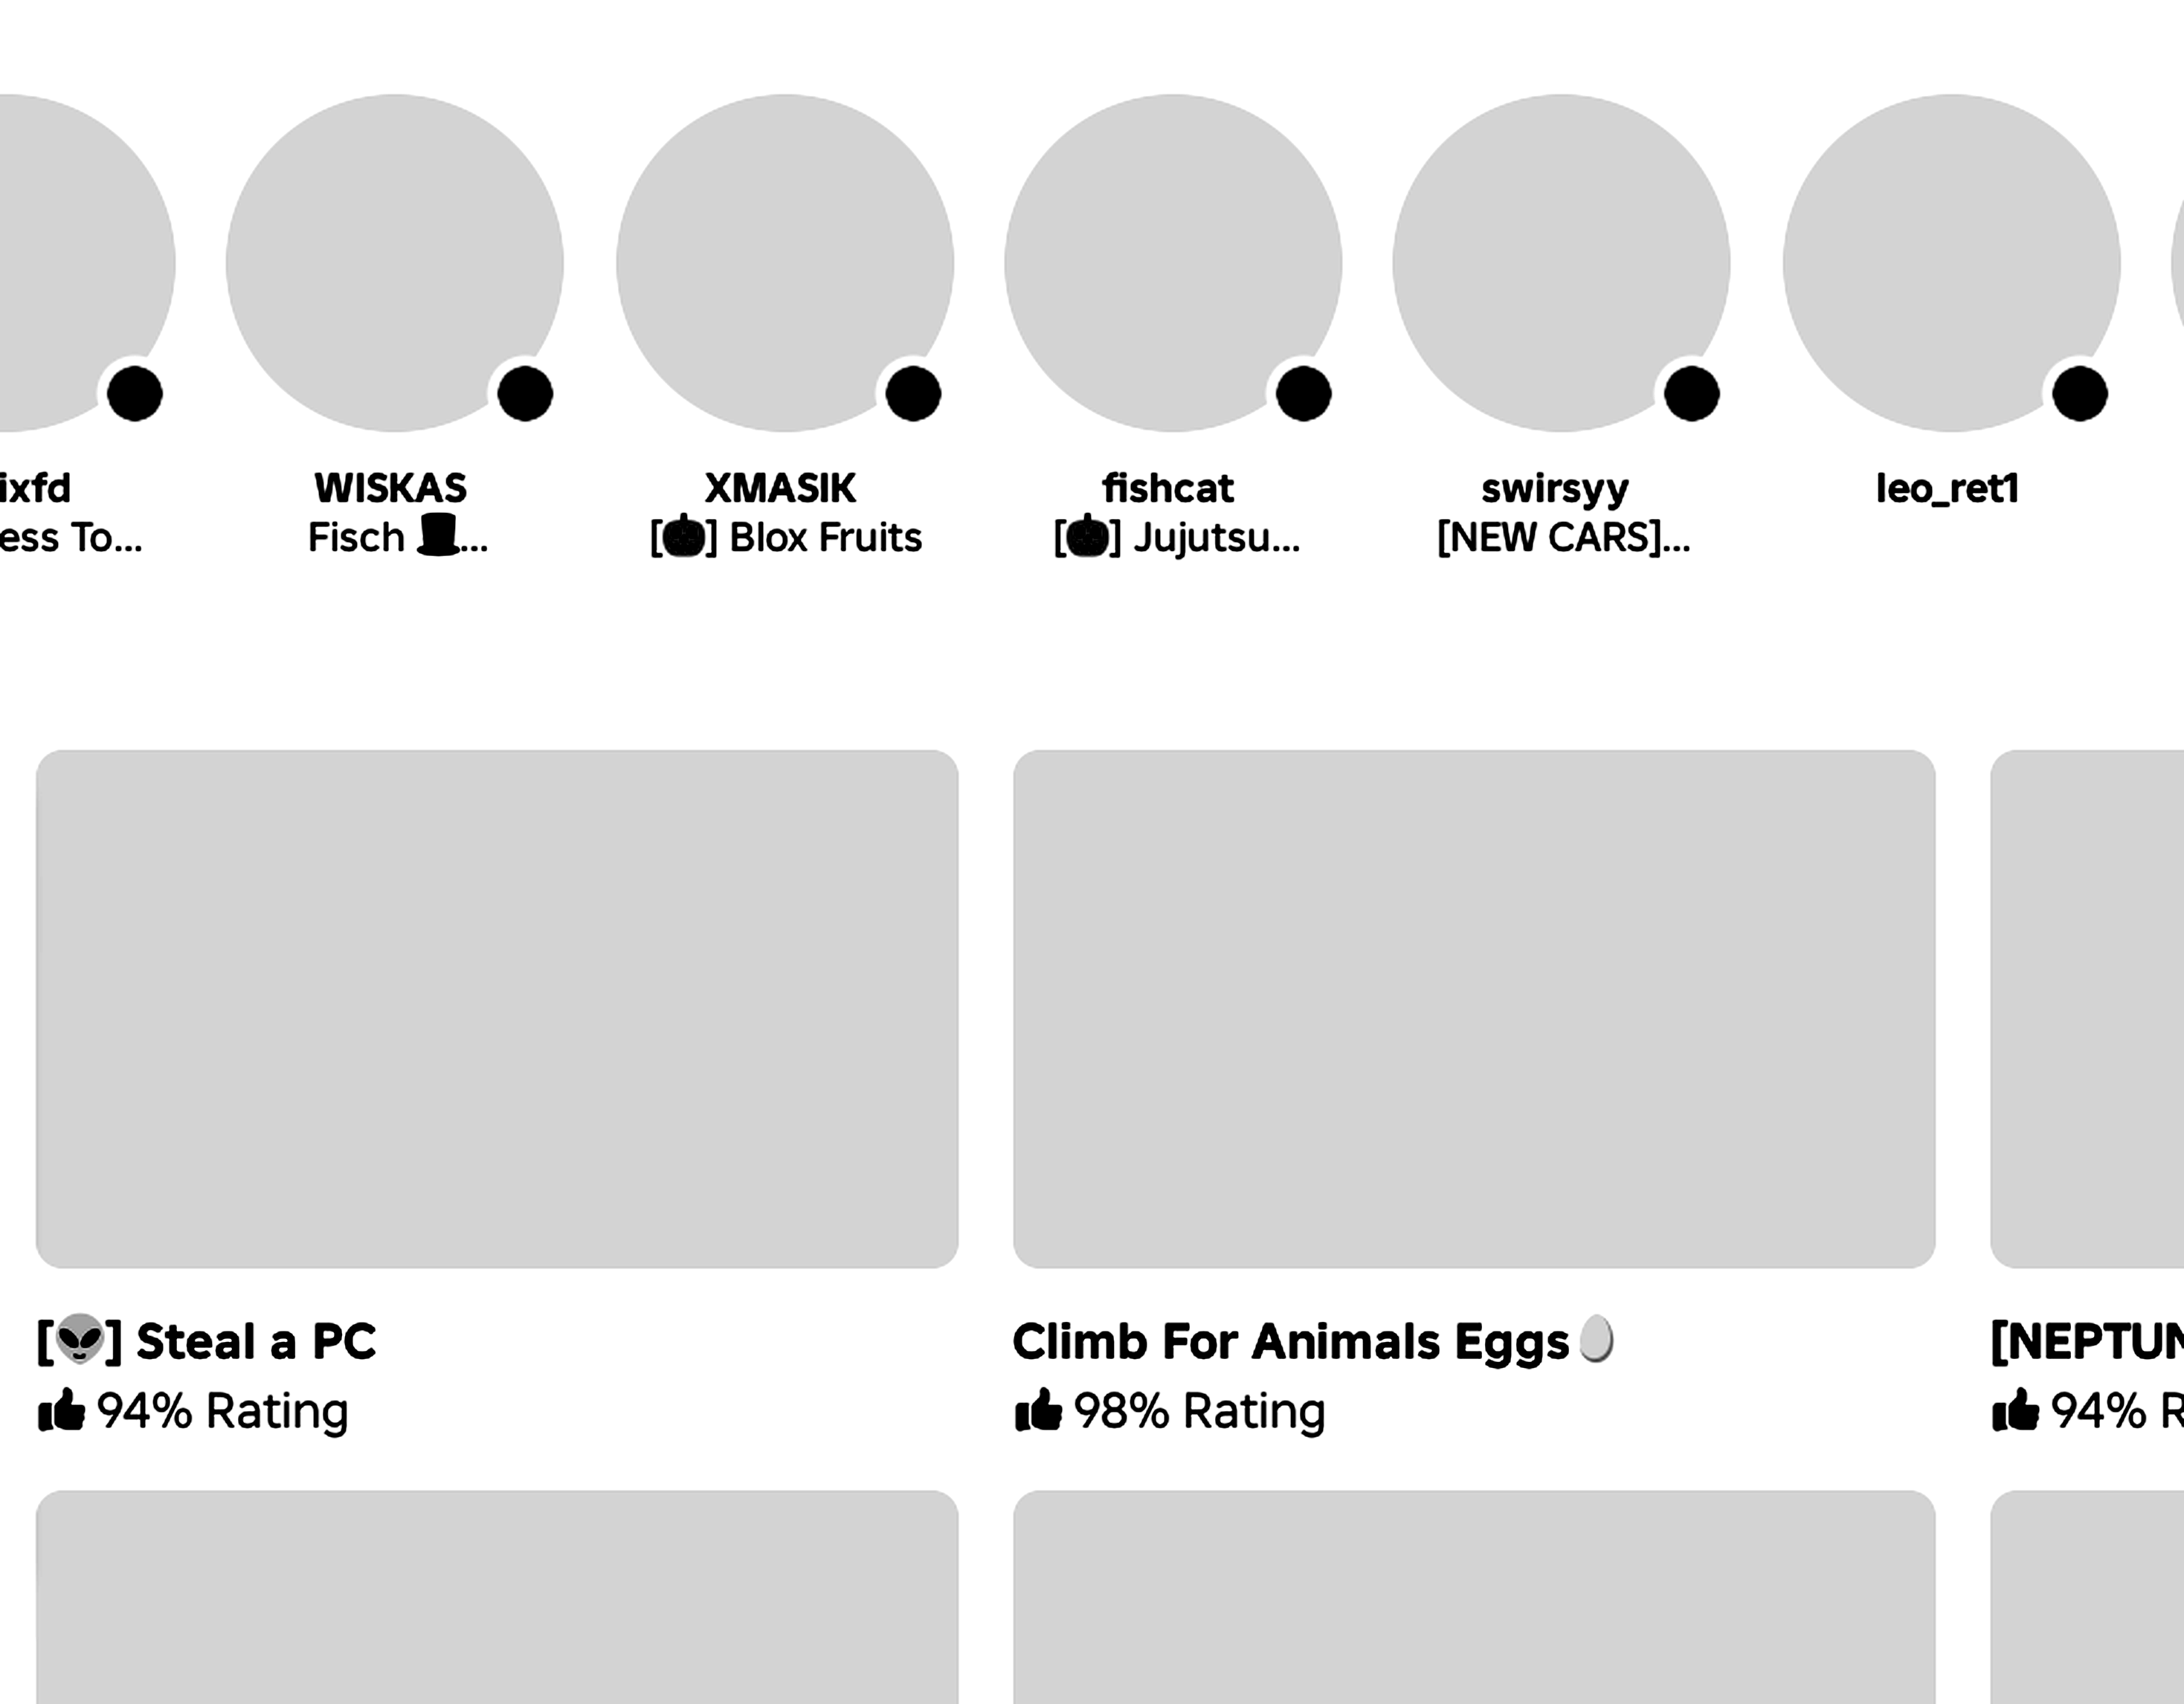 ixfd WISKAS XMASIK fishcat swirsyy leo_ret1
ess To... Fisch 🎩... [🎃] Blox Fruits [🎃] Jujutsu... [NEW CARS]...
[👽] Steal a PC Climb For Animals Eggs🥚 [NEPTUN
👍 94% Rating 👍 98% Rating 👍 94% R